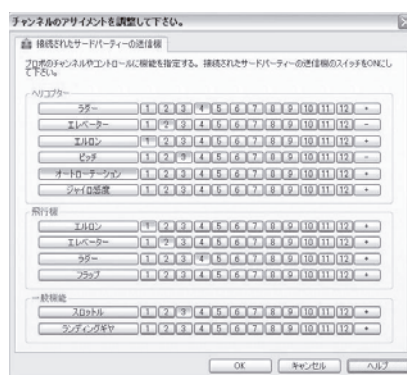 チャンネルのアサイメントを調整して下さい。
接続されたサードパーティーの送信機
プロポのチャンネルやコントロールに機能を指定する。接続されたサードパーティーの送信機のスイッチをONにし
て下さい。
ヘリコプター
ラダー 1 2 3 4 5 6 7 8 9 10 11 12 +
エレベーター 1 2 3 4 5 6 7 8 9 10 11 12 -
エルロン 1 2 3 4 5 6 7 8 9 10 11 12 +
ピッチ 1 2 3 4 5 6 7 8 9 10 11 12 -
オートローテーション 1 2 3 4 5 6 7 8 9 10 11 12 +
ジャイロ感度 1 2 3 4 5 6 7 8 9 10 11 12 +
飛行機
エルロン 1 2 3 4 5 6 7 8 9 10 11 12 +
エレベーター 1 2 3 4 5 6 7 8 9 10 11 12 +
ラダー 1 2 3 4 5 6 7 8 9 10 11 12 +
フラップ 1 2 3 4 5 6 7 8 9 10 11 12 +
一般機能
スロットル 1 2 3 4 5 6 7 8 9 10 11 12 +
ランディングギヤ 1 2 3 4 5 6 7 8 9 10 11 12 +
OK キャンセル ヘルプ